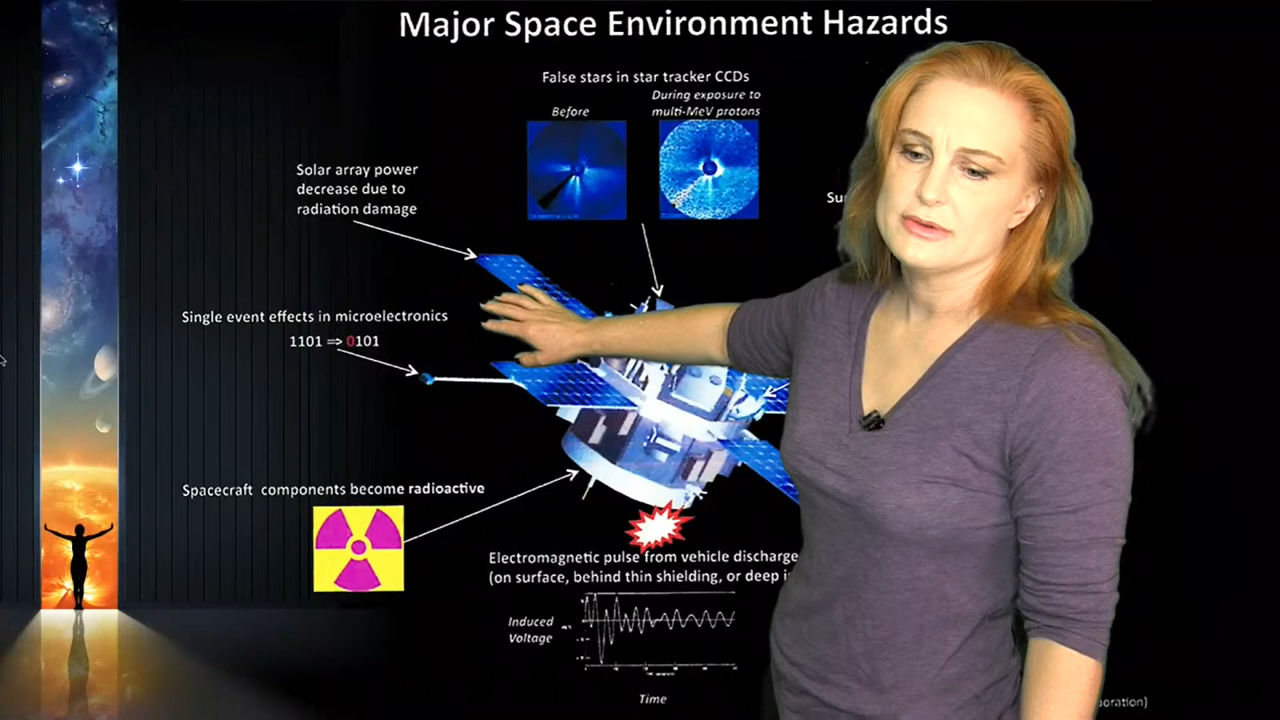 Major Space Environment Hazards
False stars in star tracker CCDs
Before
During exposure to
multi-MeV protons
Solar array power
decrease due to
radiation damage
Single event effects in microelectronics
1101 => 0101
Spacecraft components become radioactive
Electromagnetic pulse from vehicle discharge
(on surface, behind thin shielding, or deep
Induced
Voltage
Time